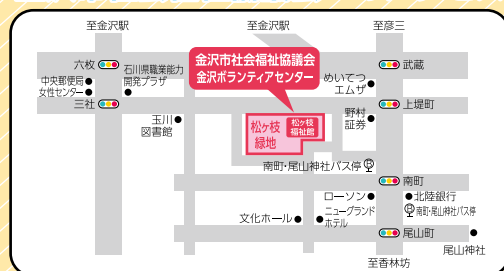 至金沢駅
至金沢駅
至彦三
六枚
石川県職業能力
開発プラザ
中央郵便局
女性センター
三社
金沢市社会福祉協議会
金沢ボランティアセンター
武蔵
めいてつ
エムザ
上堤町
玉川
図書館
松ヶ枝
緑地
松ヶ枝
福祉館
野村
証券
南町・尾山神社バス停
南町
ローソン
北陸銀行
文化ホール
ニューグランド
ホテル
南町・尾山神社バス停
尾山町
尾山神社
至香林坊